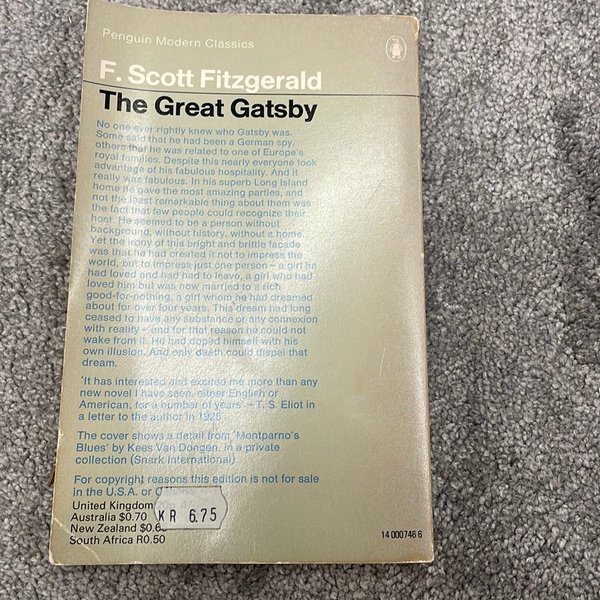 Penguin Modern Classics
F. Scott Fitzgerald
The Great Gatsby
No one ever rightly knew who Gatsby was.
Some said that he had been a German spy,
others that he was related to one of Europe's
royal families. Despite this nearly everyone took
advantage of his fabulous hospitality. And it
really was fabulous. In his superb Long Island
home he gave the most amazing parties, and
not the least remarkable thing about them was
the fact that few people could recognize their
host. He seemed to be a person without
background, without history, without a home.
Yet the irony of this bright and brittle façade
was that he had created it not to impress the
world, but to impress just one person – a girl he
had loved and had had to leave, a girl who had
loved him but was now married to a rich
good-for-nothing, a girl whom he had dreamed
about for over four years. This dream had long
ceased to have any substance or any connexion
with reality – and for that reason he could not
wake from it. He had doped himself with his
own illusion. And only death could dispel that
dream.
'It has interested and excited me more than any
new novel I have seen, either English or
American, for a number of years' – T. S. Eliot in
a letter to the author in 1925
The cover shows a detail from 'Montparno's
Blues' by Kees Van Dongen, in a private
collection (Snark International)
For copyright reasons this edition is not for sale
in the U.S.A. or
United Kingdom
Australia $0.70
New Zealand
South Africa R0.50
KR 6.75
14 000746 6